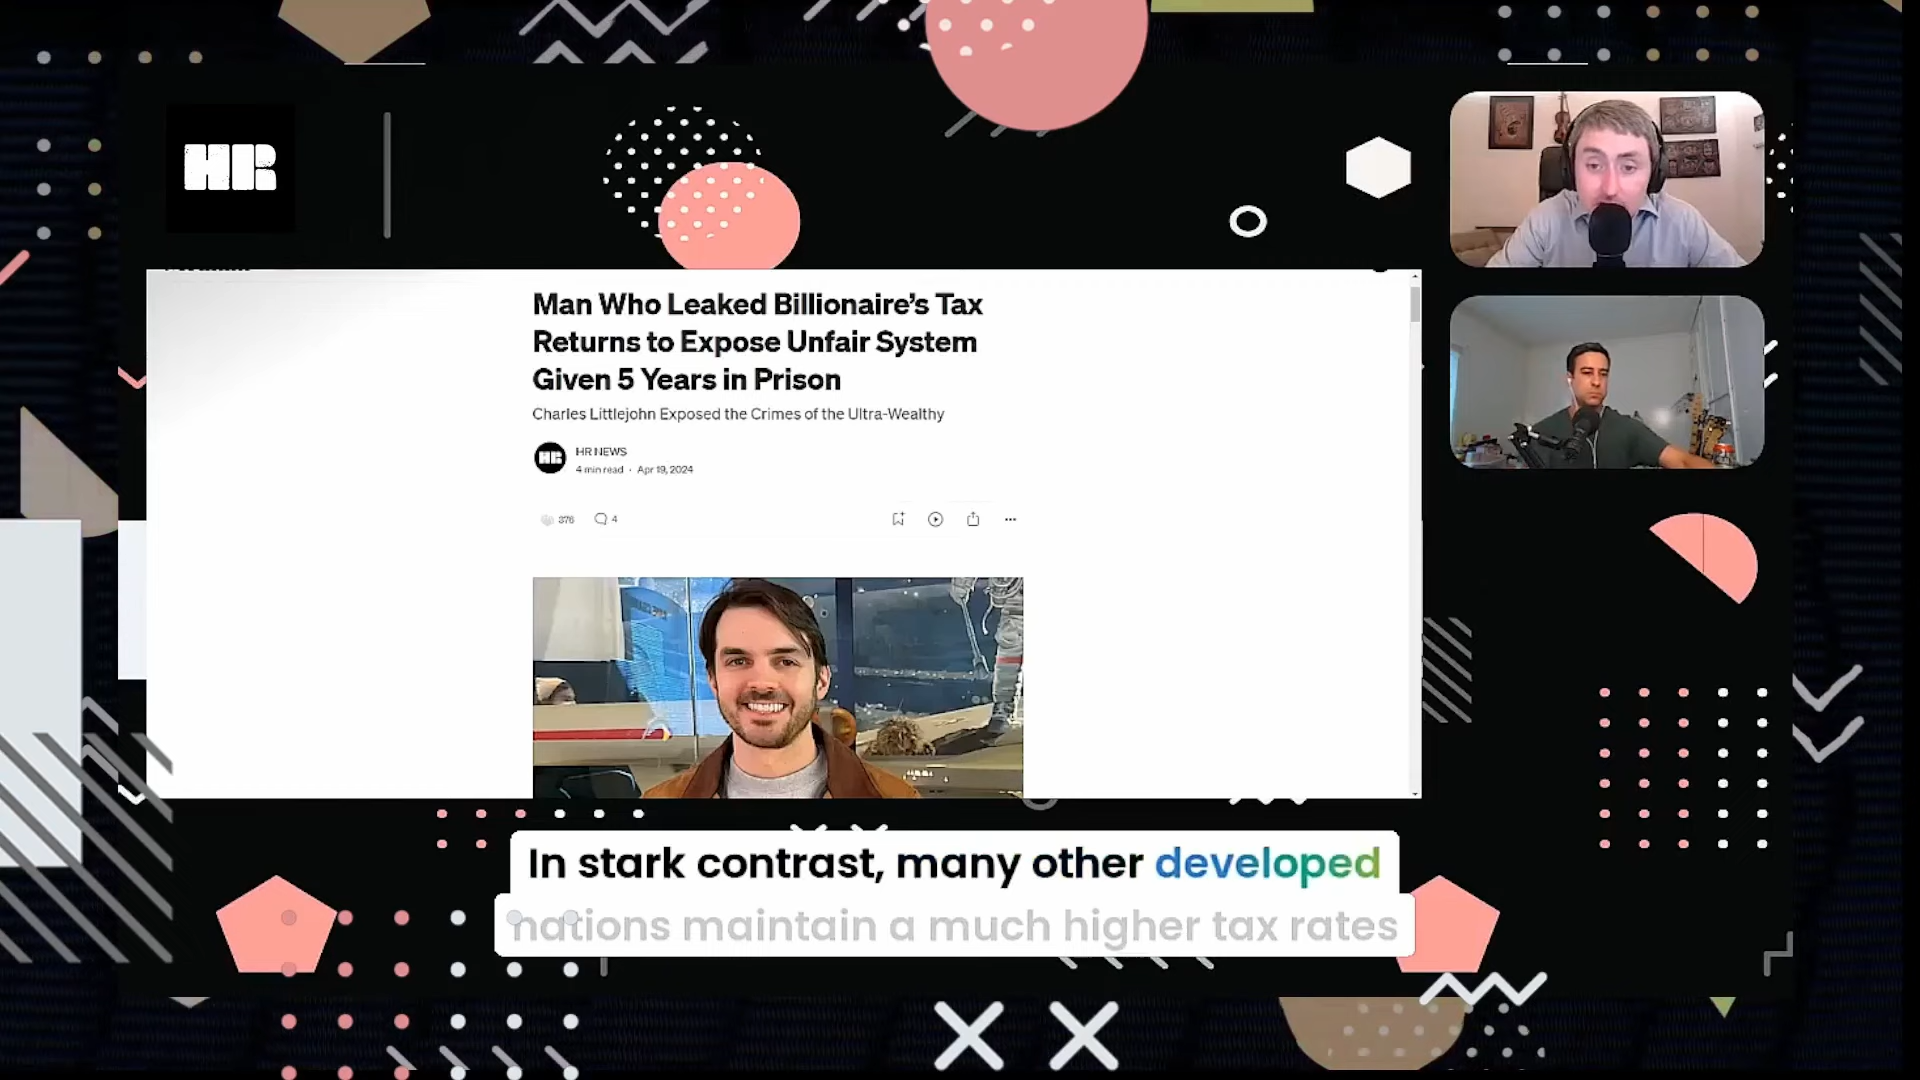 HR
Man Who Leaked Billionaire's Tax
Returns to Expose Unfair System
Given 5 Years in Prison
Charles Littlejohn Exposed the Crimes of the Ultra-Wealthy
HR
HR NEWS
4 min read · Apr 19, 2024
376 4
In stark contrast, many other developed
nations maintain a much higher tax rates